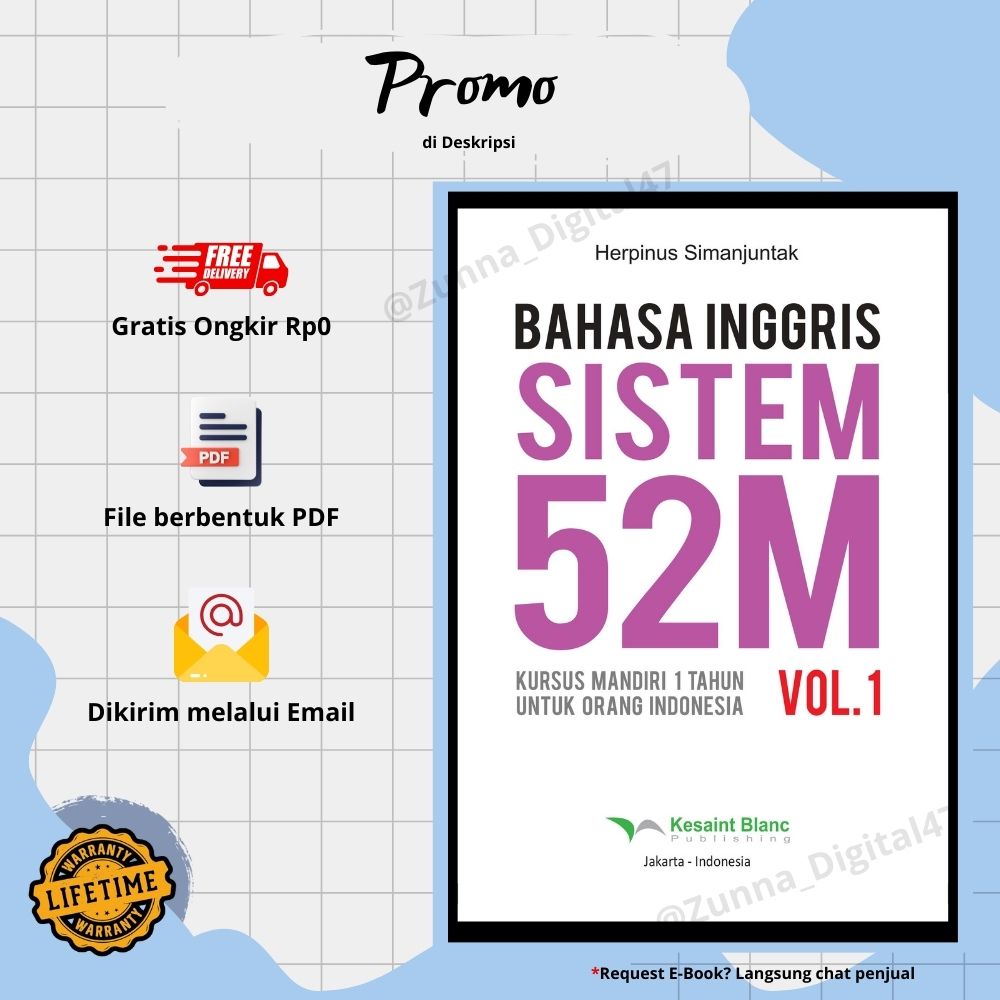 Promo
di Deskripsi
FREE
DELIVERY
Gratis Ongkir Rp0
PDF
File berbentuk PDF
@
Dikirim melalui Email
WARRANTY
LIFETIME
WARRANTY
@Zunna_Digital47
Herpinus Simanjuntak
BAHASA INGGRIS
SISTEM
52M
KURSUS MANDIRI 1 TAHUN
UNTUK ORANG INDONESIA
VOL.1
Kesaint Blanc
Publishing
Jakarta - Indonesia
@Zunna_Digital47
*Request E-Book? Langsung chat penjual